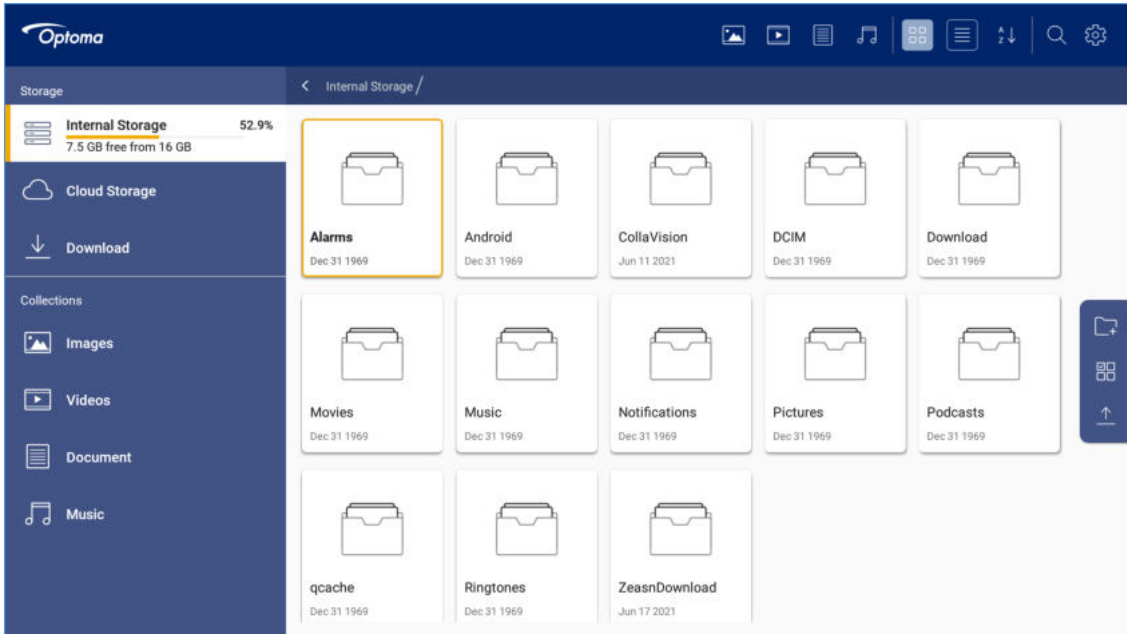 Optoma
A
Z
Storage
Internal Storage /
Internal Storage 52.9%
7.5 GB free from 16 GB
Cloud Storage
Download
Collections
Images
Videos
Document
Music
Alarms
Dec 31 1969
Android
Dec 31 1969
CollaVision
Jun 11 2021
DCIM
Dec 31 1969
Download
Dec 31 1969
Movies
Dec 31 1969
Music
Dec 31 1969
Notifications
Dec 31 1969
Pictures
Dec 31 1969
Podcasts
Dec 31 1969
qcache
Dec 31 1969
Ringtones
Dec 31 1969
ZeasnDownload
Jun 17 2021